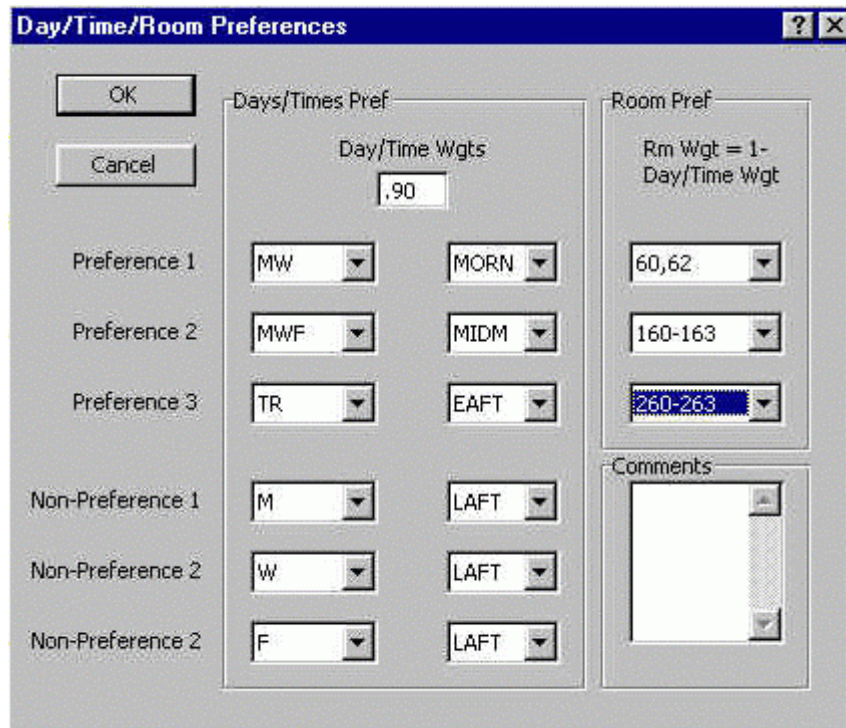 Day/Time/Room Preferences
OK
Cancel
Days/Times Pref
Day/Time Wgts
.90
Room Pref
Rm Wgt = 1-
Day/Time Wgt
Preference 1 MW MORN 60,62
Preference 2 MWF MIDM 160-163
Preference 3 TR EAFT 260-263
Comments
Non-Preference 1 M LAFT
Non-Preference 2 W LAFT
Non-Preference 2 F LAFT